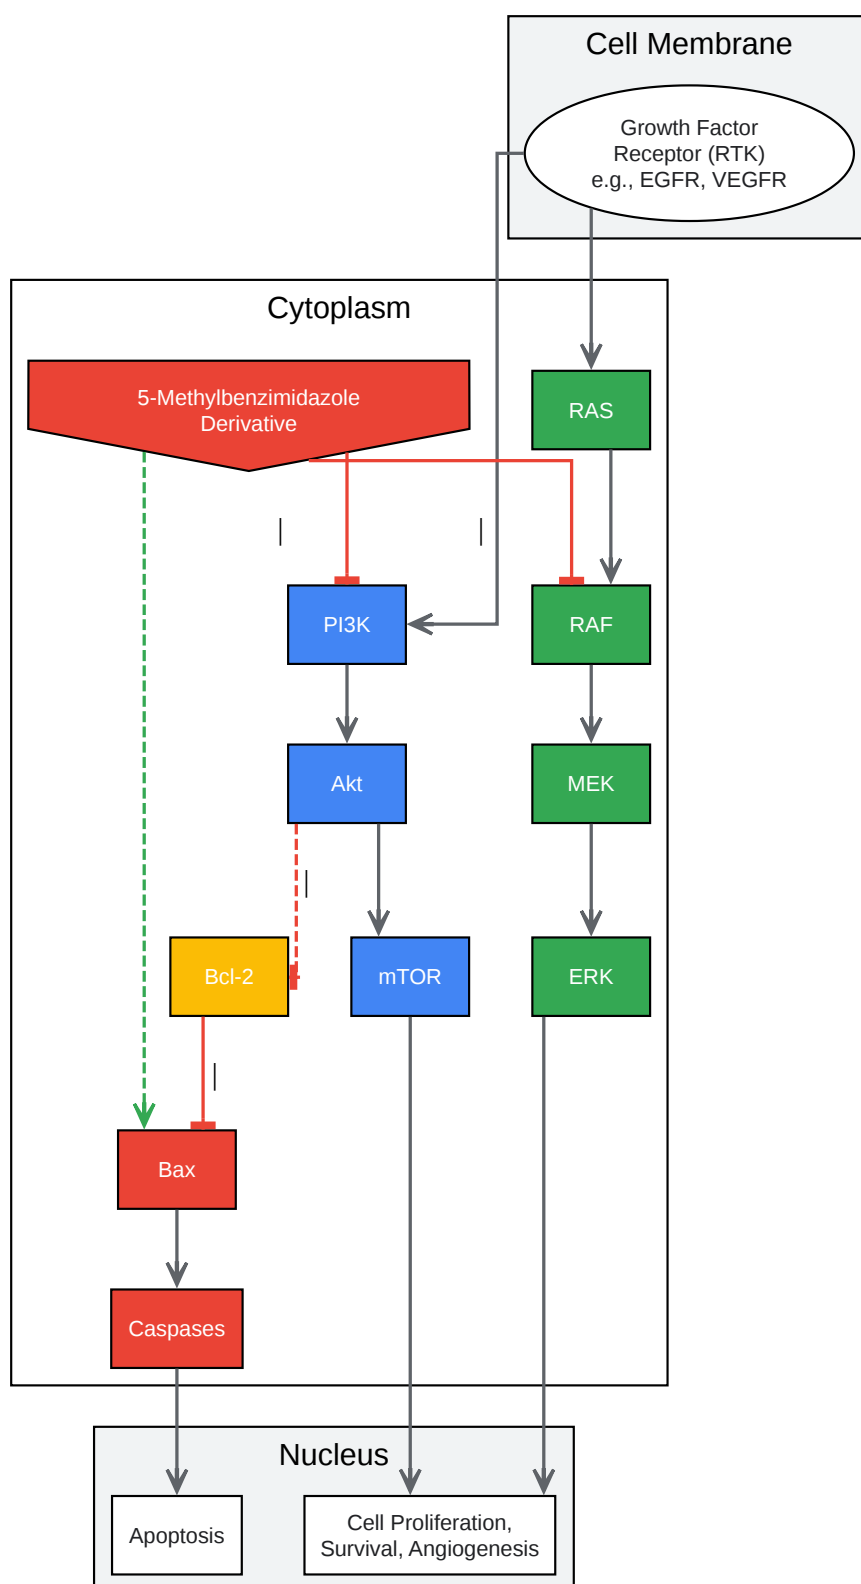 Cell Membrane
Growth Factor
Receptor (RTK)
e.g., EGFR, VEGFR
Cytoplasm
5-Methylbenzimidazole
Derivative
RAS
|
|
PI3K
RAF
Akt
MEK
|
Bcl-2
mTOR
ERK
|
Bax
Caspases
Nucleus
Apoptosis
Cell Proliferation,
Survival, Angiogenesis